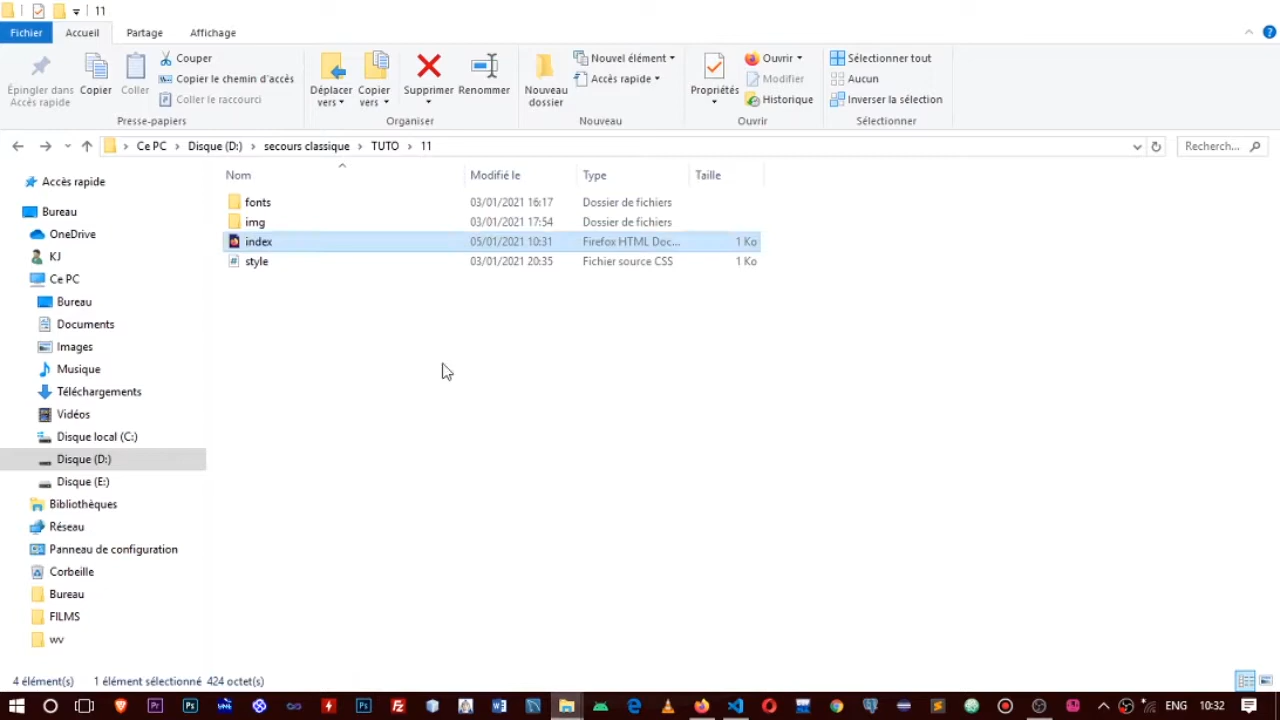 11
Fichier Accueil Partage Affichage
Épingler dans Accès rapide
Copier
Coller
Couper
Copier le chemin d'accès
Coller le raccourci
Presse-papiers
Déplacer vers
Copier vers
Supprimer
Renommer
Organiser
Nouveau dossier
Nouvel élément
Accès rapide
Nouveau
Propriétés
Ouvrir
Modifier
Historique
Ouvrir
Sélectionner tout
Aucun
Inverser la sélection
Sélectionner
Ce PC > Disque (D:) > secours classique > TUTO > 11
Recherch...
Nom Modifié le Type Taille
fonts 03/01/2021 16:17 Dossier de fichiers
img 03/01/2021 17:54 Dossier de fichiers
index 05/01/2021 10:31 Firefox HTML Doc... 1 Ko
style 03/01/2021 20:35 Fichier source CSS 1 Ko
Accès rapide
Bureau
OneDrive
KJ
Ce PC
Bureau
Documents
Images
Musique
Téléchargements
Vidéos
Disque local (C:)
Disque (D:)
Disque (E:)
Bibliothèques
Réseau
Panneau de configuration
Corbeille
Bureau
FILMS
wv
4 élément(s) 1 élément sélectionné 424 octet(s)
ENG 10:32